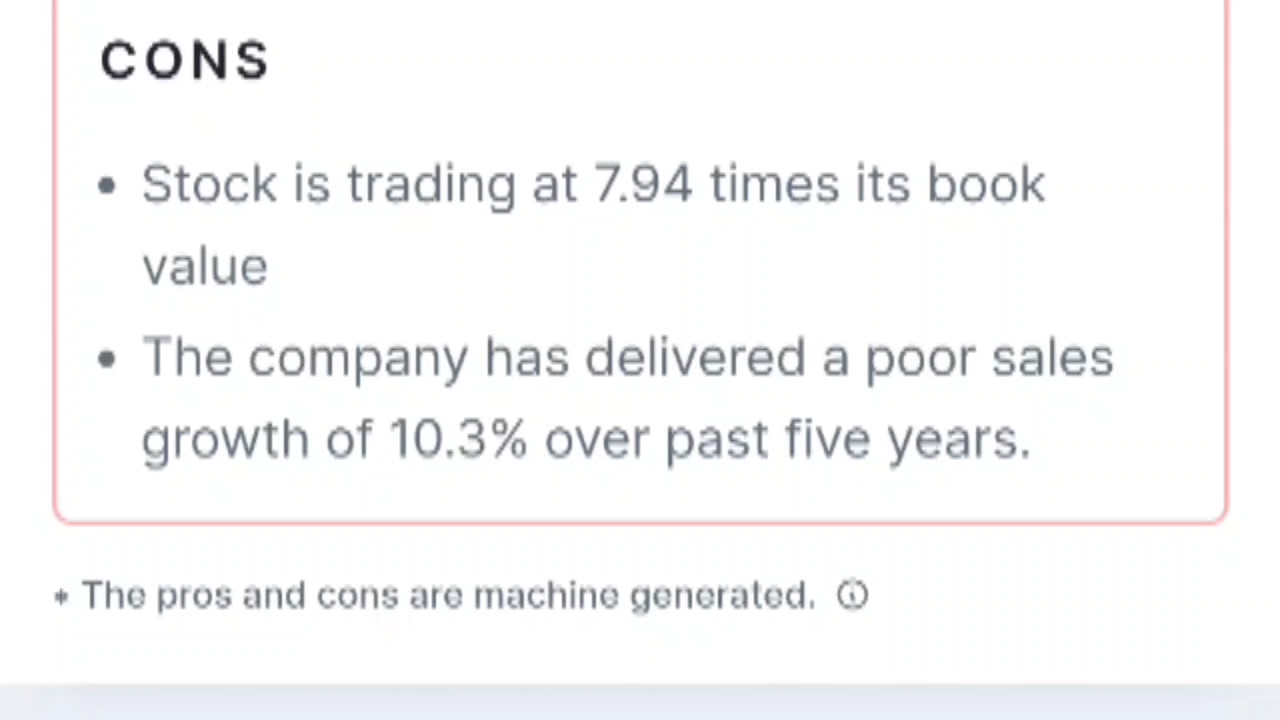 CONS
• Stock is trading at 7.94 times its book
value
• The company has delivered a poor sales
growth of 10.3% over past five years.
* The pros and cons are machine generated.